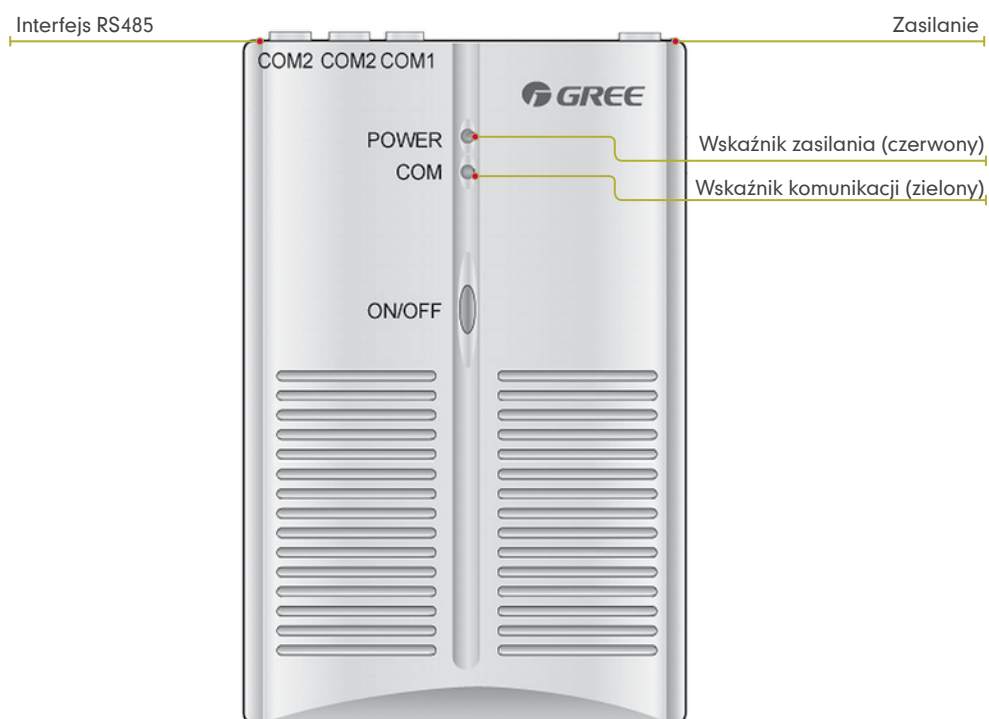 Interfejs RS485
Zasilanie
COM2 COM2 COM1
GREE
POWER
Wskaźnik zasilania (czerwony)
COM
Wskaźnik komunikacji (zielony)
ON/OFF